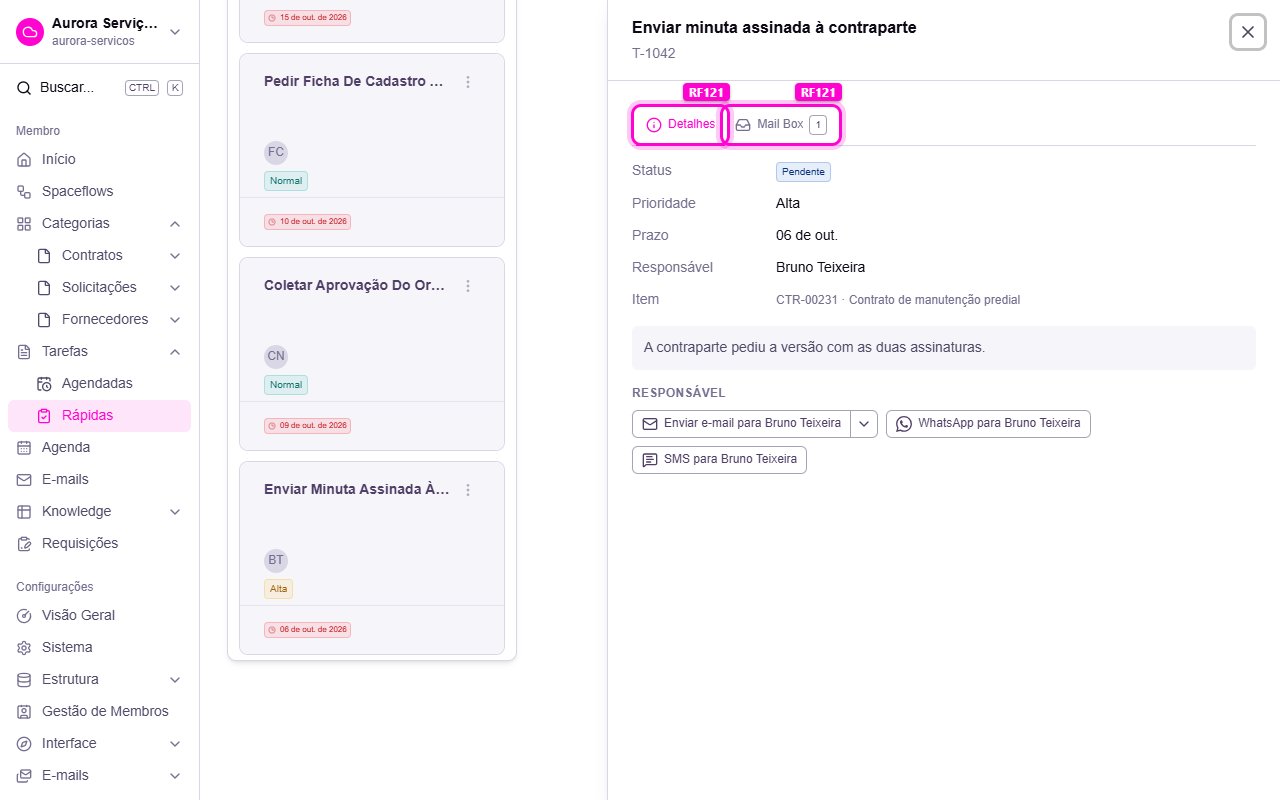 Aurora Serviç...
aurora-servicos
Buscar... CTRL K
Membro
Início
Spaceflows
Categorias
Contratos
Solicitações
Fornecedores
Tarefas
Agendadas
Rápidas
Agenda
E-mails
Knowledge
Requisições
Configurações
Visão Geral
Sistema
Estrutura
Gestão de Membros
Interface
E-mails
15 de out. de 2026
Pedir Ficha De Cadastro ...
FC
Normal
10 de out. de 2026
Coletar Aprovação Do Or...
CN
Normal
09 de out. de 2026
Enviar Minuta Assinada À...
BT
Alta
06 de out. de 2026
Enviar minuta assinada à contraparte
T-1042
RF121 RF121
Detalhes Mail Box 1
Status Pendente
Prioridade Alta
Prazo 06 de out.
Responsável Bruno Teixeira
Item CTR-00231 · Contrato de manutenção predial
A contraparte pediu a versão com as duas assinaturas.
RESPONSÁVEL
Enviar e-mail para Bruno Teixeira WhatsApp para Bruno Teixeira
SMS para Bruno Teixeira